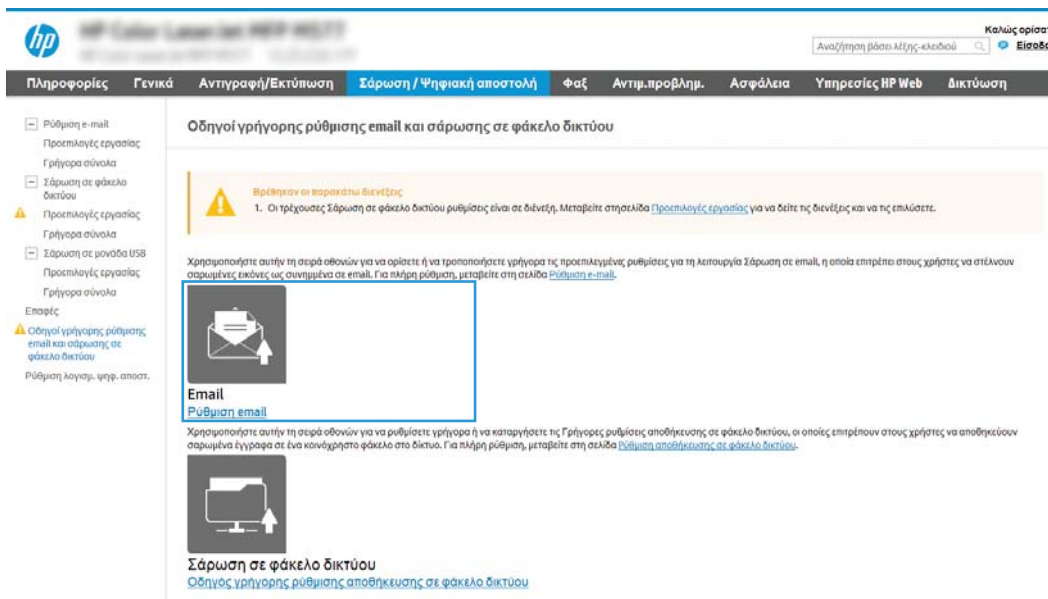 hp
Καλώς ορίσατ
Αναζήτηση βάσει λέξης-κλειδιού
Είσοδο
Πληροφορίες Γενικά Αντιγραφή/Εκτύπωση Σάρωση / Ψηφιακή αποστολή Φαξ Αντιμ.προβλημ. Ασφάλεια Υπηρεσίες HP Web Δικτύωση
Ρύθμιση e-mail
Προεπιλογές εργασίας
Γρήγορα σύνολα
Σάρωση σε φάκελο
δικτύου
Προεπιλογές εργασίας
Γρήγορα σύνολα
Σάρωση σε μονάδα USB
Προεπιλογές εργασίας
Γρήγορα σύνολα
Επαφές
Οδηγοί γρήγορης ρύθμισης
email και σάρωσης σε
φάκελο δικτύου
Ρύθμιση λογισμ. ψηφ. αποστ.
Οδηγοί γρήγορης ρύθμισης email και σάρωσης σε φάκελο δικτύου
Βρέθηκαν οι παρακάτω διενέξεις
1. Οι τρέχουσες Σάρωση σε φάκελο δικτύου ρυθμίσεις είναι σε διένεξη. Μεταβείτε στησελίδα Προεπιλογές εργασίας για να δείτε τις διενέξεις και να τις επιλύσετε.
Χρησιμοποιήστε αυτήν τη σειρά οθονών για να ορίσετε ή να τροποποιήσετε γρήγορα τις προεπιλεγμένας ρυθμίσεις για τη λειτουργία Σάρωση σε email, η οποία επιτρέπει στους χρήστες να στέλνουν
σαρωμένες εικόνες ως συνημμένα σε email. Για πλήρη ρύθμιση, μεταβείτε στη σελίδα Ρύθμιση e-mail.
Email
Ρύθμιση email
Χρησιμοποιήστε αυτήν τη σειρά οθονών για να ρυθμίσετε γρήγορα ή να καταργήσετε τις Γρήγορες ρυθμίσεις αποθήκευσης σε φάκελο δικτύου, οι οποίες επιτρέπουν στους χρήστες να αποθηκεύουν
σαρωμένα έγγραφα σε ένα κοινόχρηστο φάκελο στο δίκτυο. Για πλήρη ρύθμιση, μεταβείτε στη σελίδα Ρύθμιση αποθήκευσης σε φάκελο δικτύου.
Σάρωση σε φάκελο δικτύου
Οδηγός γρήγορης ρύθμισης αποθήκευσης σε φάκελο δικτύου